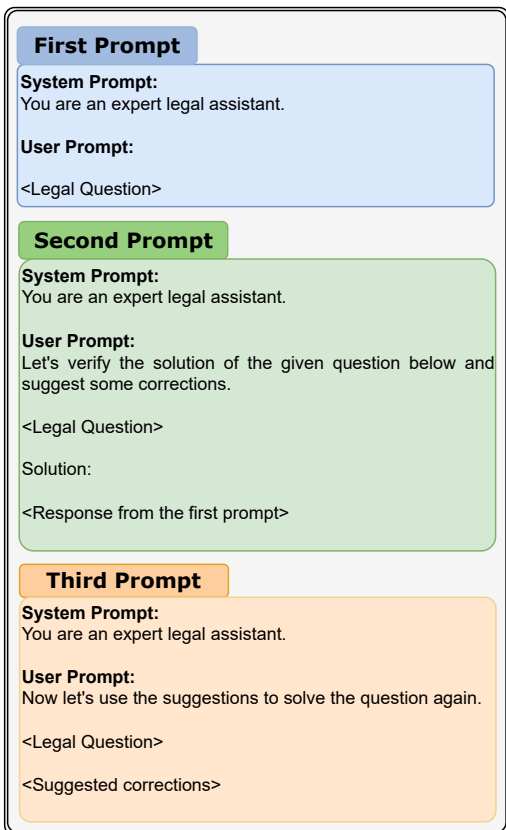 First Prompt
System Prompt:
You are an expert legal assistant.
User Prompt:
<Legal Question>
Second Prompt
System Prompt:
You are an expert legal assistant.
User Prompt:
Let's verify the solution of the given question below and
suggest some corrections.
<Legal Question>
Solution:
<Response from the first prompt>
Third Prompt
System Prompt:
You are an expert legal assistant.
User Prompt:
Now let's use the suggestions to solve the question again.
<Legal Question>
<Suggested corrections>